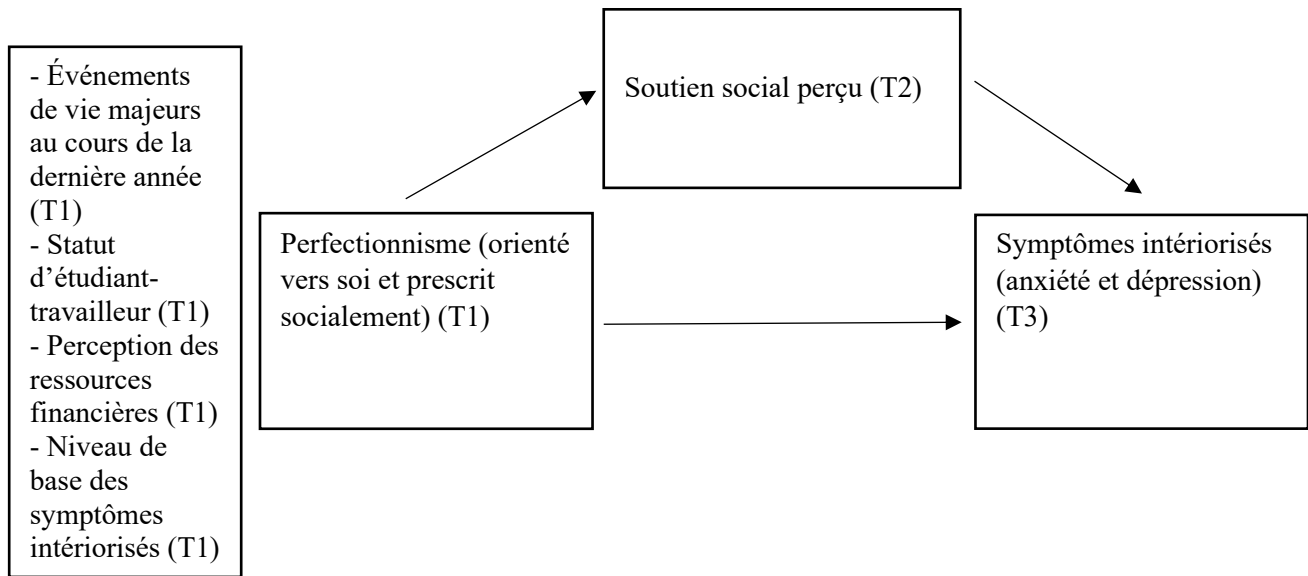 - Événements
de vie majeurs
au cours de la
dernière année
(T1)
- Statut
d'étudiant-
travailleur (T1)
- Perception des
ressources
financières (T1)
- Niveau de
base des
symptômes
intériorisés (T1)
Perfectionnisme (orienté
vers soi et prescrit
socialement) (T1)
Soutien social perçu (T2)
Symptômes intériorisés
(anxiété et dépression)
(T3)